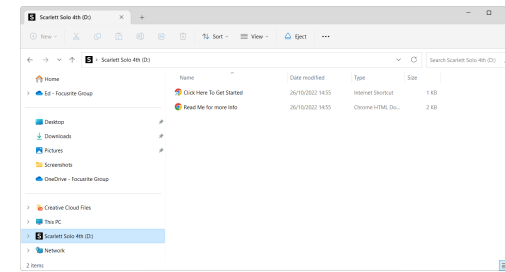 Scarlett Solo 4th (D:)
New
Sort
View
Eject
Scarlett Solo 4th (D:)
Search Scarlett Solo 4th (D:)
Name
Date modified
Type
Size
Home
Ed - Focusrite Group
Desktop
Downloads
Pictures
Screenshots
OneDrive - Focusrite Group
Creative Cloud Files
This PC
Scarlett Solo 4th (D:)
Network
Click Here To Get Started 26/10/2022 14:53 Internet Shortcut 1 KB
Read Me for more Info 26/10/2022 14:55 Chrome HTML Do... 2 KB
2 items